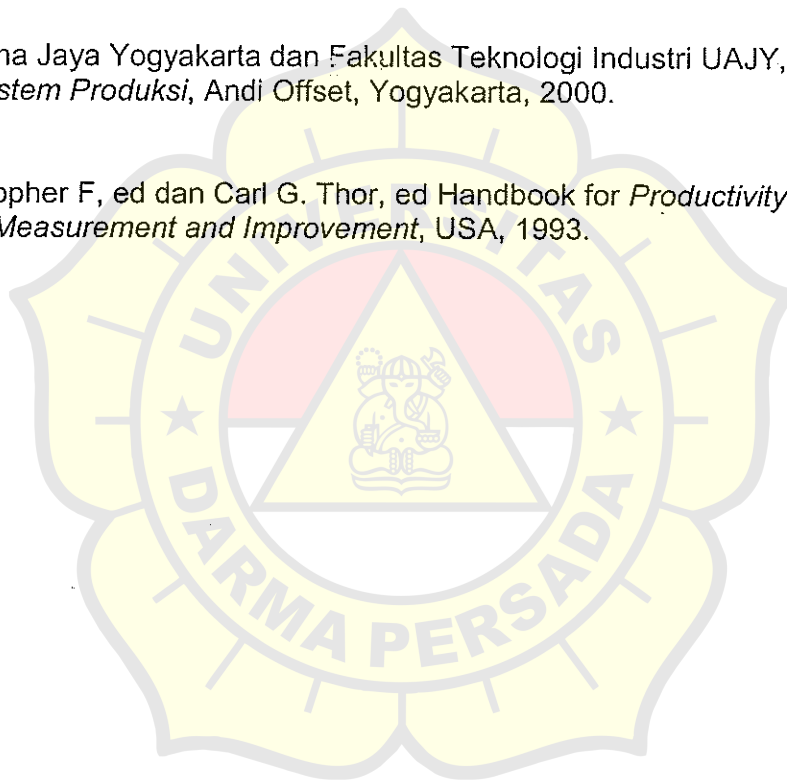 na Jaya Yogyakarta dan Fakultas Teknologi Industri UAJY,
stem Produksi, Andi Offset, Yogyakarta, 2000.
opher F, ed dan Carl G. Thor, ed Handbook for Productivity
Measurement and Improvement, USA, 1993.
UNIVERSITAS
DARMA PERSADA